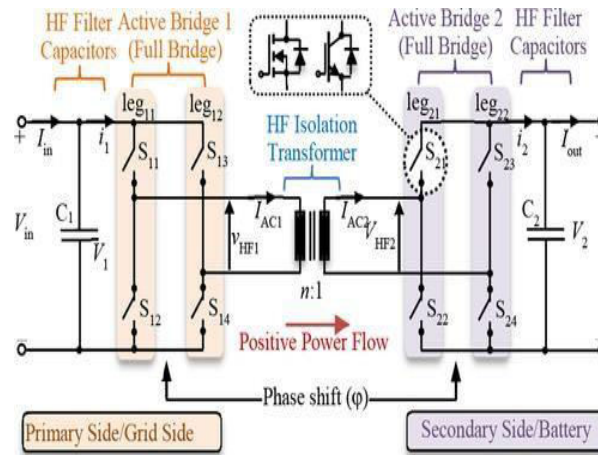 HF Filter
Capacitors
Active Bridge 1
(Full Bridge)
Active Bridge 2
(Full Bridge)
HF Filter
Capacitors
leg11
leg12
HF Isolation
Transformer
leg21
leg22
+
Iin
i1
S11
S13
S21
S23
i2
Iout
+
Vin
C1
V1
vHF1
IAC1
IAC2
VHF2
C2
V2
n:1
S12
S14
S22
S24
Positive Power Flow
Phase shift (φ)
Primary Side/Grid Side
Secondary Side/Battery